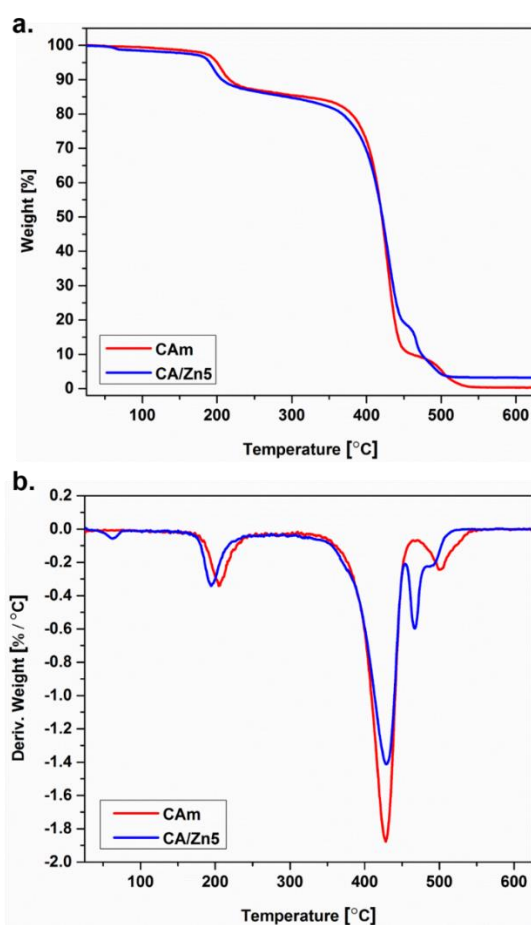 a.
100
90
80
70
60
50
40
30
20
10
0
Weight [%]
CAm
CA/Zn5
100 200 300 400 500 600
Temperature [°C]
b.
0.2
0.0
-0.2
-0.4
-0.6
-0.8
-1.0
-1.2
-1.4
-1.6
-1.8
-2.0
Deriv. Weight [% / °C]
CAm
CA/Zn5
100 200 300 400 500 600
Temperature [°C]